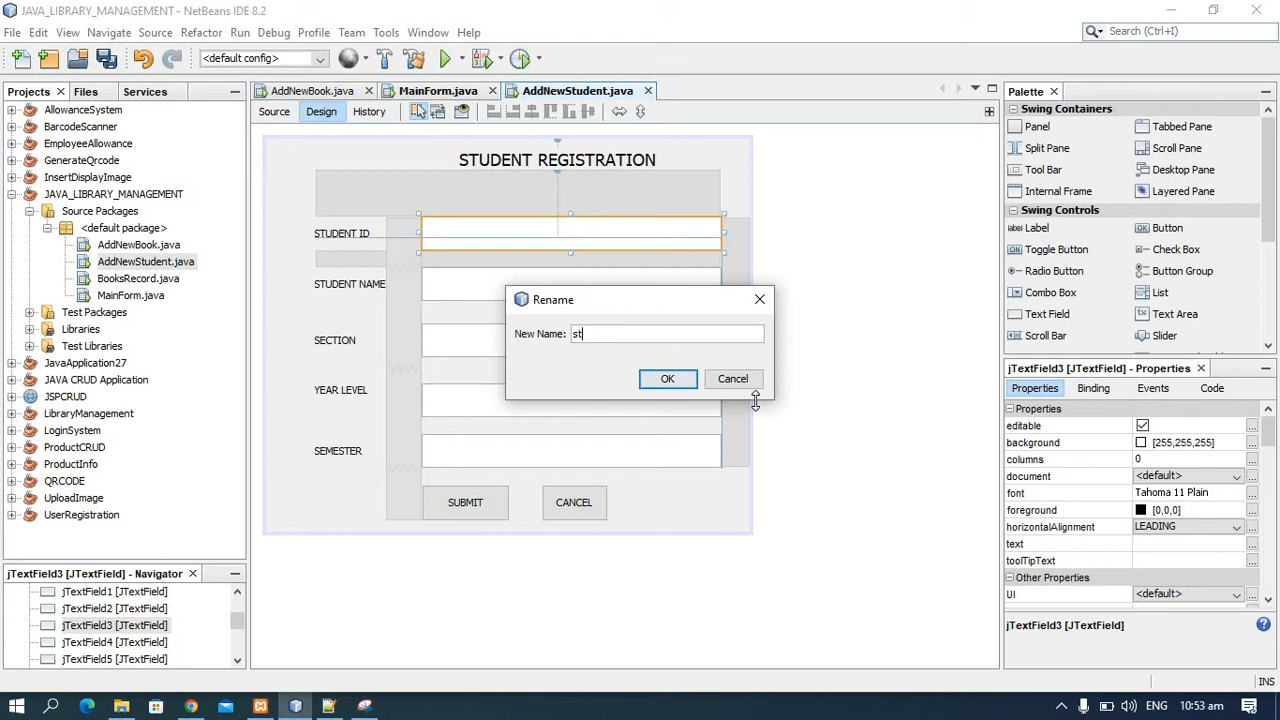 JAVA_LIBRARY_MANAGEMENT - NetBeans IDE 8.2
File Edit View Navigate Source Refactor Run Debug Profile Team Tools Window Help
Search (Ctrl+I)
<default config>
Projects Files Services
AllowanceSystem
BarcodeScanner
EmployeeAllowance
GenerateQrcode
InsertDisplayImage
JAVA_LIBRARY_MANAGEMENT
Source Packages
<default package>
AddNewBook.java
AddNewStudent.java
BooksRecord.java
MainForm.java
Test Packages
Libraries
Test Libraries
JavaApplication27
JAVA CRUD Application
JSPCRUD
LibraryManagement
LoginSystem
ProductCRUD
ProductInfo
QRCODE
UploadImage
UserRegistration
jTextField3 [JTextField] - Navigator
jTextField1 [JTextField]
jTextField2 [JTextField]
jTextField3 [JTextField]
jTextField4 [JTextField]
jTextField5 [JTextField]
AddNewBook.java MainForm.java AddNewStudent.java
Source Design History
STUDENT REGISTRATION
STUDENT ID
STUDENT NAME
SECTION
YEAR LEVEL
SEMESTER
SUBMIT CANCEL
Rename
New Name: st
OK Cancel
Palette
Swing Containers
Panel Tabbed Pane
Split Pane Scroll Pane
Tool Bar Desktop Pane
Internal Frame Layered Pane
Swing Controls
Label Button
Toggle Button Check Box
Radio Button Button Group
Combo Box List
Text Field Text Area
Scroll Bar Slider
jTextField3 [JTextField] - Properties
Properties Binding Events Code
Properties
editable
background [255,255,255]
columns 0
document <default>
font Tahoma 11 Plain
foreground [0,0,0]
horizontalAlignment LEADING
text
toolTipText
Other Properties
UI <default>
jTextField3 [JTextField]
INS
ENG 10:53 am